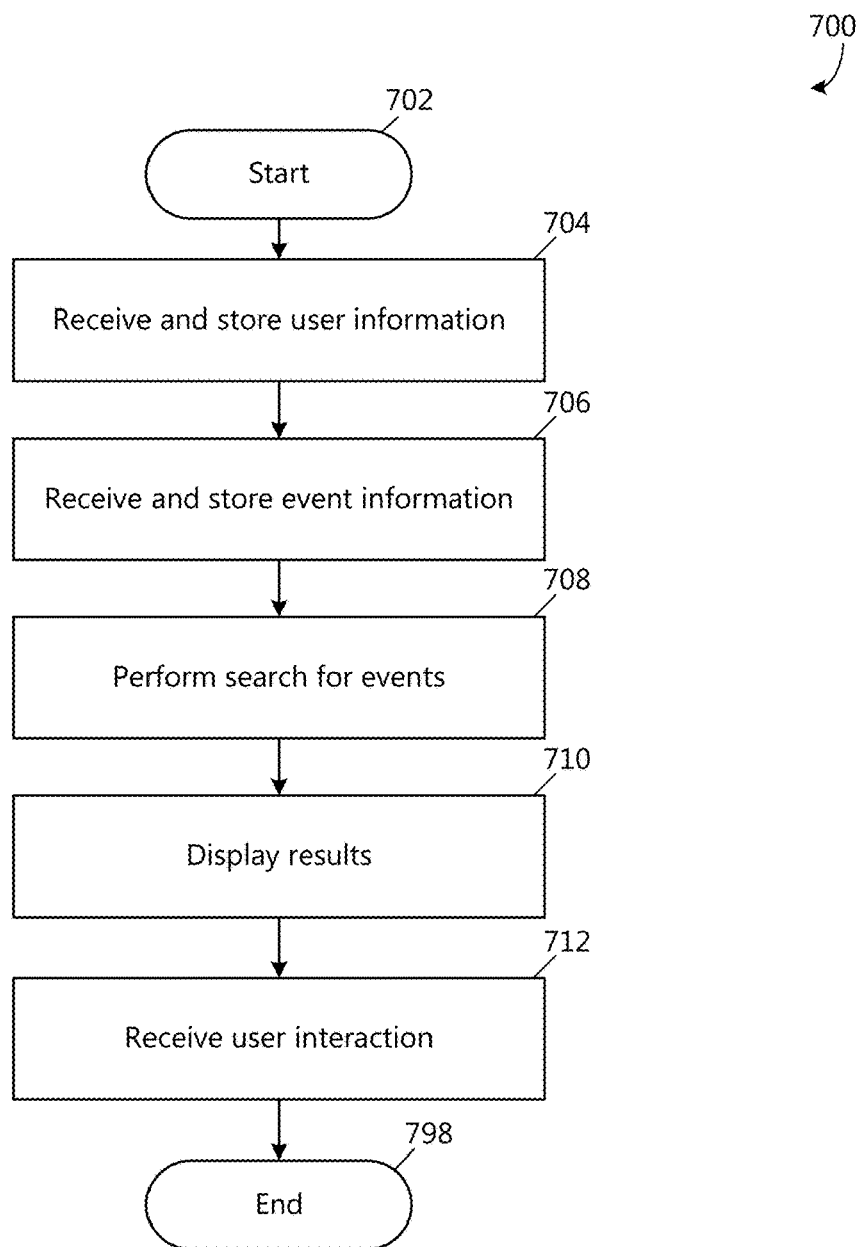 700
702
Start
704
Receive and store user information
706
Receive and store event information
708
Perform search for events
710
Display results
712
Receive user interaction
798
End